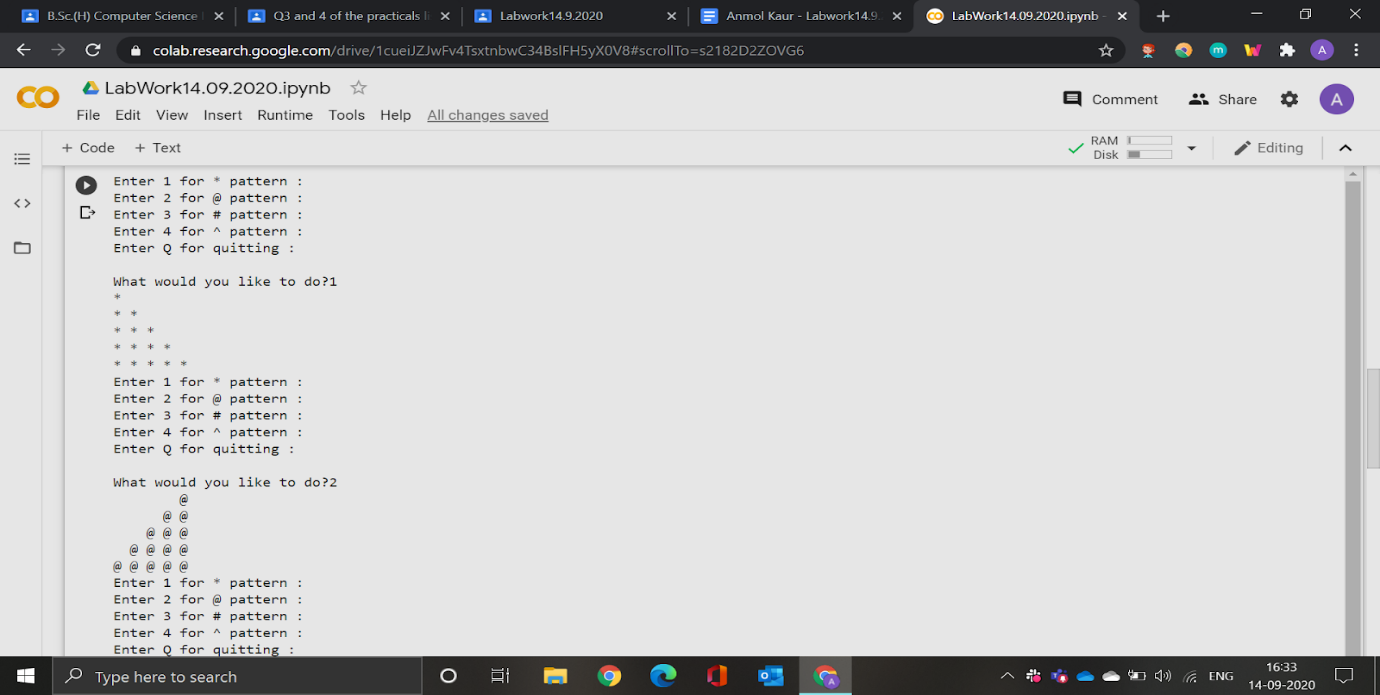 B.Sc.(H) Computer Science
Q3 and 4 of the practicals li
Labwork14.9.2020
Anmol Kaur - Labwork14.9.
LabWork14.09.2020.ipynb -
colab.research.google.com/drive/1cueiJZJwFv4TsxtnbwC34BslFH5yX0V8#scrollTo=s2182D2ZOVG6
m
A
LabWork14.09.2020.ipynb
Comment
Share
A
File Edit View Insert Runtime Tools Help All changes saved
+ Code + Text
RAM
Disk
Editing
Enter 1 for * pattern :
Enter 2 for @ pattern :
Enter 3 for # pattern :
Enter 4 for ^ pattern :
Enter Q for quitting :
What would you like to do?1
*
* *
* * *
* * * *
* * * * *
Enter 1 for * pattern :
Enter 2 for @ pattern :
Enter 3 for # pattern :
Enter 4 for ^ pattern :
Enter Q for quitting :
What would you like to do?2
@
@ @
@ @ @
@ @ @ @
@ @ @ @ @
Enter 1 for * pattern :
Enter 2 for @ pattern :
Enter 3 for # pattern :
Enter 4 for ^ pattern :
Enter Q for quitting :
Type here to search
ENG
16:33
14-09-2020